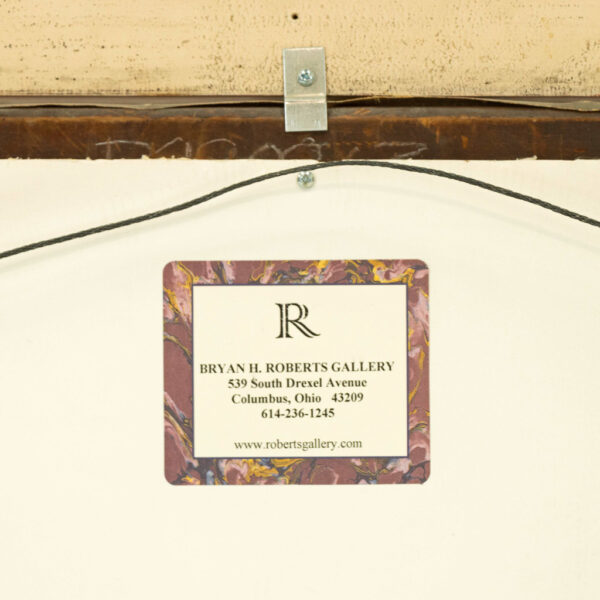 R
BRYAN H. ROBERTS GALLERY
539 South Drexel Avenue
Columbus, Ohio 43209
614-236-1245
www.robertsgallery.com